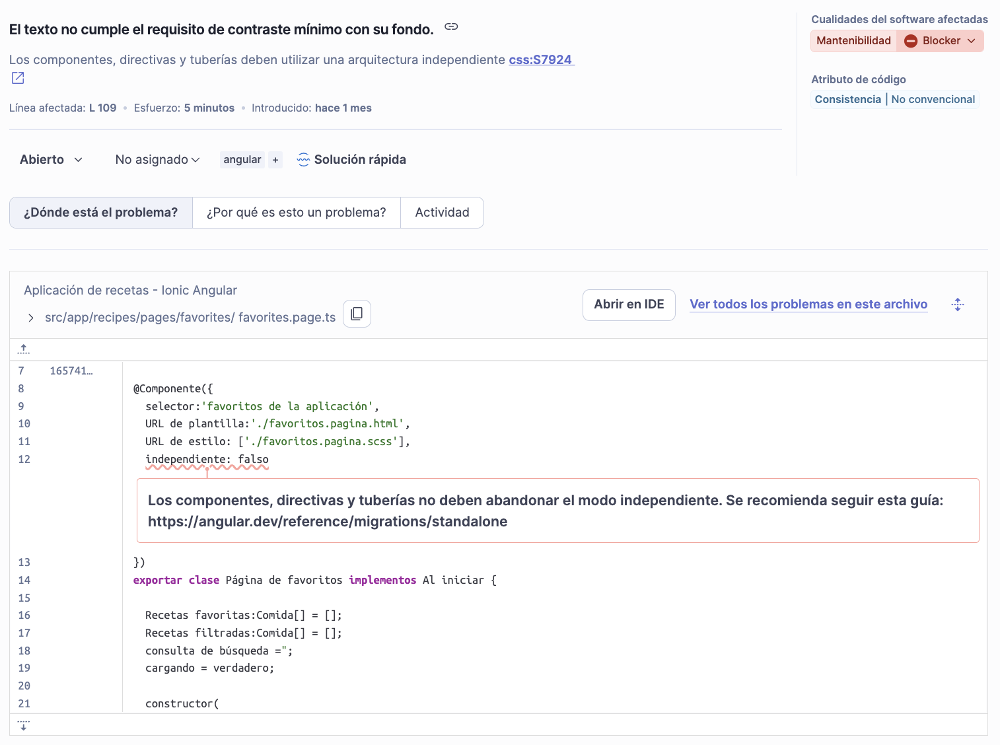 El texto no cumple el requisito de contraste mínimo con su fondo.
Los componentes, directivas y tuberías deben utilizar una arquitectura independiente css:S7924
Línea afectada: L 109 • Esfuerzo: 5 minutos • Introducido: hace 1 mes
Cualidades del software afectadas
Mantenibilidad Blocker
Atributo de código
Consistencia | No convencional
Abierto No asignado angular + Solución rápida
¿Dónde está el problema? ¿Por qué es esto un problema? Actividad
Aplicación de recetas - Ionic Angular
src/app/recipes/pages/favorites/ favorites.page.ts
Abrir en IDE Ver todos los problemas en este archivo
7 165741…
8 @Componente({
9 selector:'favoritos de la aplicación',
10 URL de plantilla:'./favoritos.pagina.html',
11 URL de estilo: ['./favoritos.pagina.scss'],
12 independiente: falso
Los componentes, directivas y tuberías no deben abandonar el modo independiente. Se recomienda seguir esta guía:
https://angular.dev/reference/migrations/standalone
13 })
14 exportar clase Página de favoritos implementos Al iniciar {
15
16 Recetas favoritas:Comida[] = [];
17 Recetas filtradas:Comida[] = [];
18 consulta de búsqueda =";
19 cargando = verdadero;
20
21 constructor(